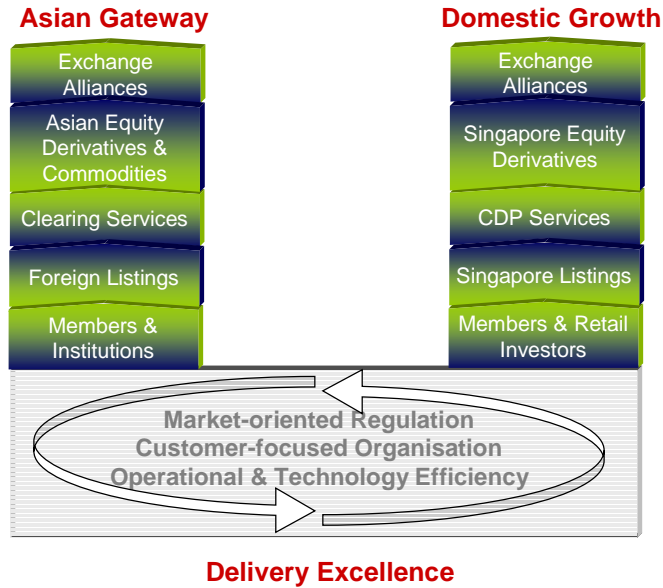 Asian Gateway
Exchange
Alliances
Asian Equity
Derivatives &
Commodities
Clearing Services
Foreign Listings
Members &
Institutions
Domestic Growth
Exchange
Alliances
Singapore Equity
Derivatives
CDP Services
Singapore Listings
Members & Retail
Investors
Market-oriented Regulation
Customer-focused Organisation
Operational & Technology Efficiency
Delivery Excellence